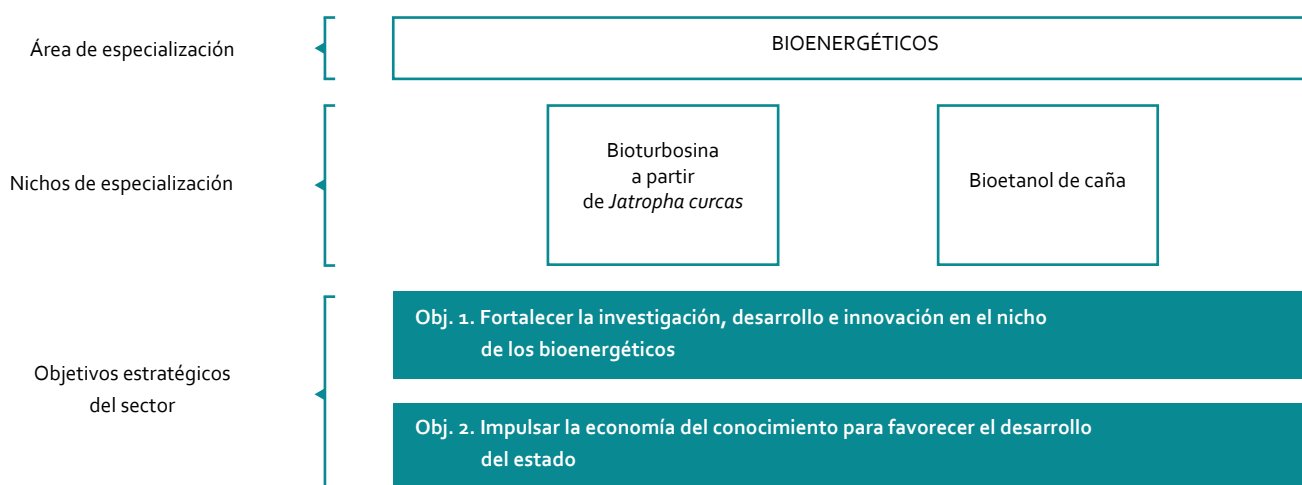 Área de especialización
BIOENERGÉTICOS
Nichos de especialización
Bioturbosina
a partir
de Jatropha curcas
Bioetanol de caña
Objetivos estratégicos
del sector
Obj. 1. Fortalecer la investigación, desarrollo e innovación en el nicho
de los bioenergéticos
Obj. 2. Impulsar la economía del conocimiento para favorecer el desarrollo
del estado